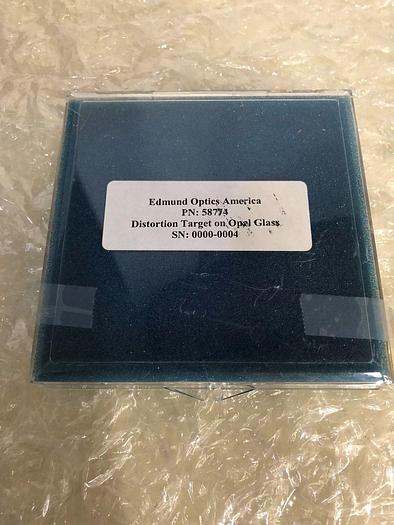 Edmund Optics America
PN: 58774
Distortion Target on Opal Glass
SN: 0000-0004